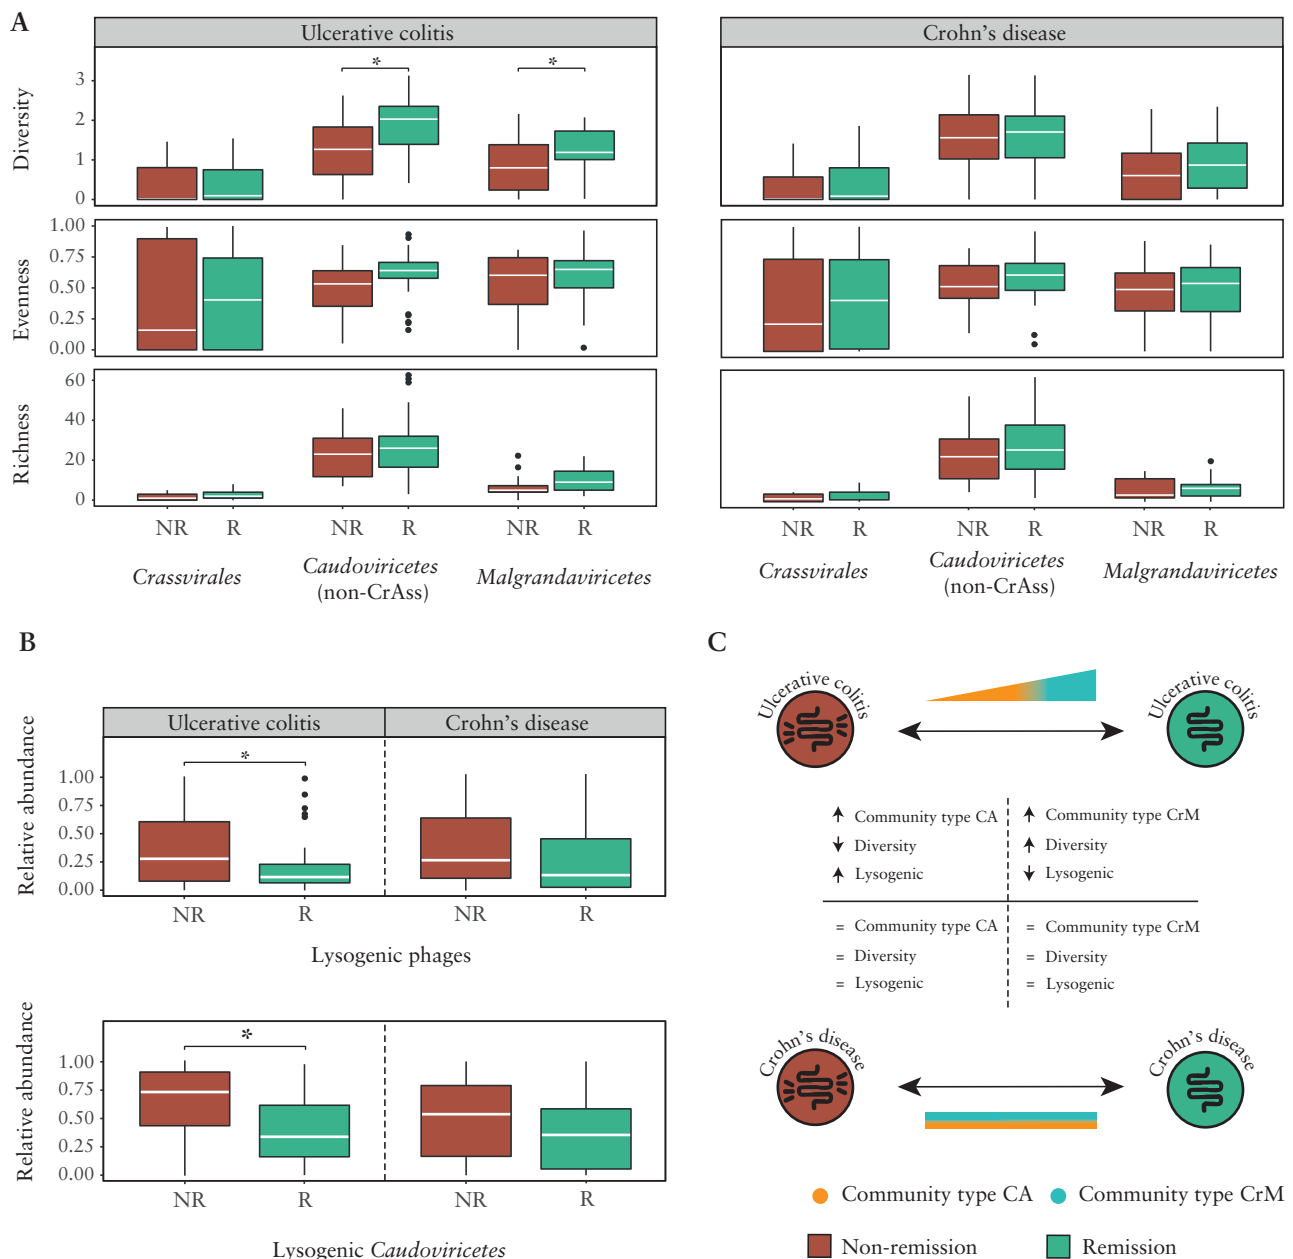 A
Ulcerative colitis
Crohn's disease
Diversity
3
2
1
0
*
*
Evenness
1.00
0.75
0.50
0.25
0.00
Richness
60
40
20
0
NR R NR R NR R
NR R NR R NR R
Crassvirales
Caudoviricetes
(non-CrAss)
Malgrandaviricetes
Crassvirales
Caudoviricetes
(non-CrAss)
Malgrandaviricetes
B
Ulcerative colitis
Crohn's disease
Relative abundance
1.00
0.75
0.50
0.25
0.00
*
NR R NR R
Lysogenic phages
Relative abundance
1.00
0.75
0.50
0.25
0.00
*
NR R NR R
Lysogenic Caudoviricetes
C
Ulcerative colitis
Ulcerative colitis
Community type CA
Diversity
Lysogenic
Community type CrM
Diversity
Lysogenic
= Community type CA
= Diversity
= Lysogenic
= Community type CrM
= Diversity
= Lysogenic
Crohn's disease
Crohn's disease
Community type CA
Community type CrM
Non-remission
Remission